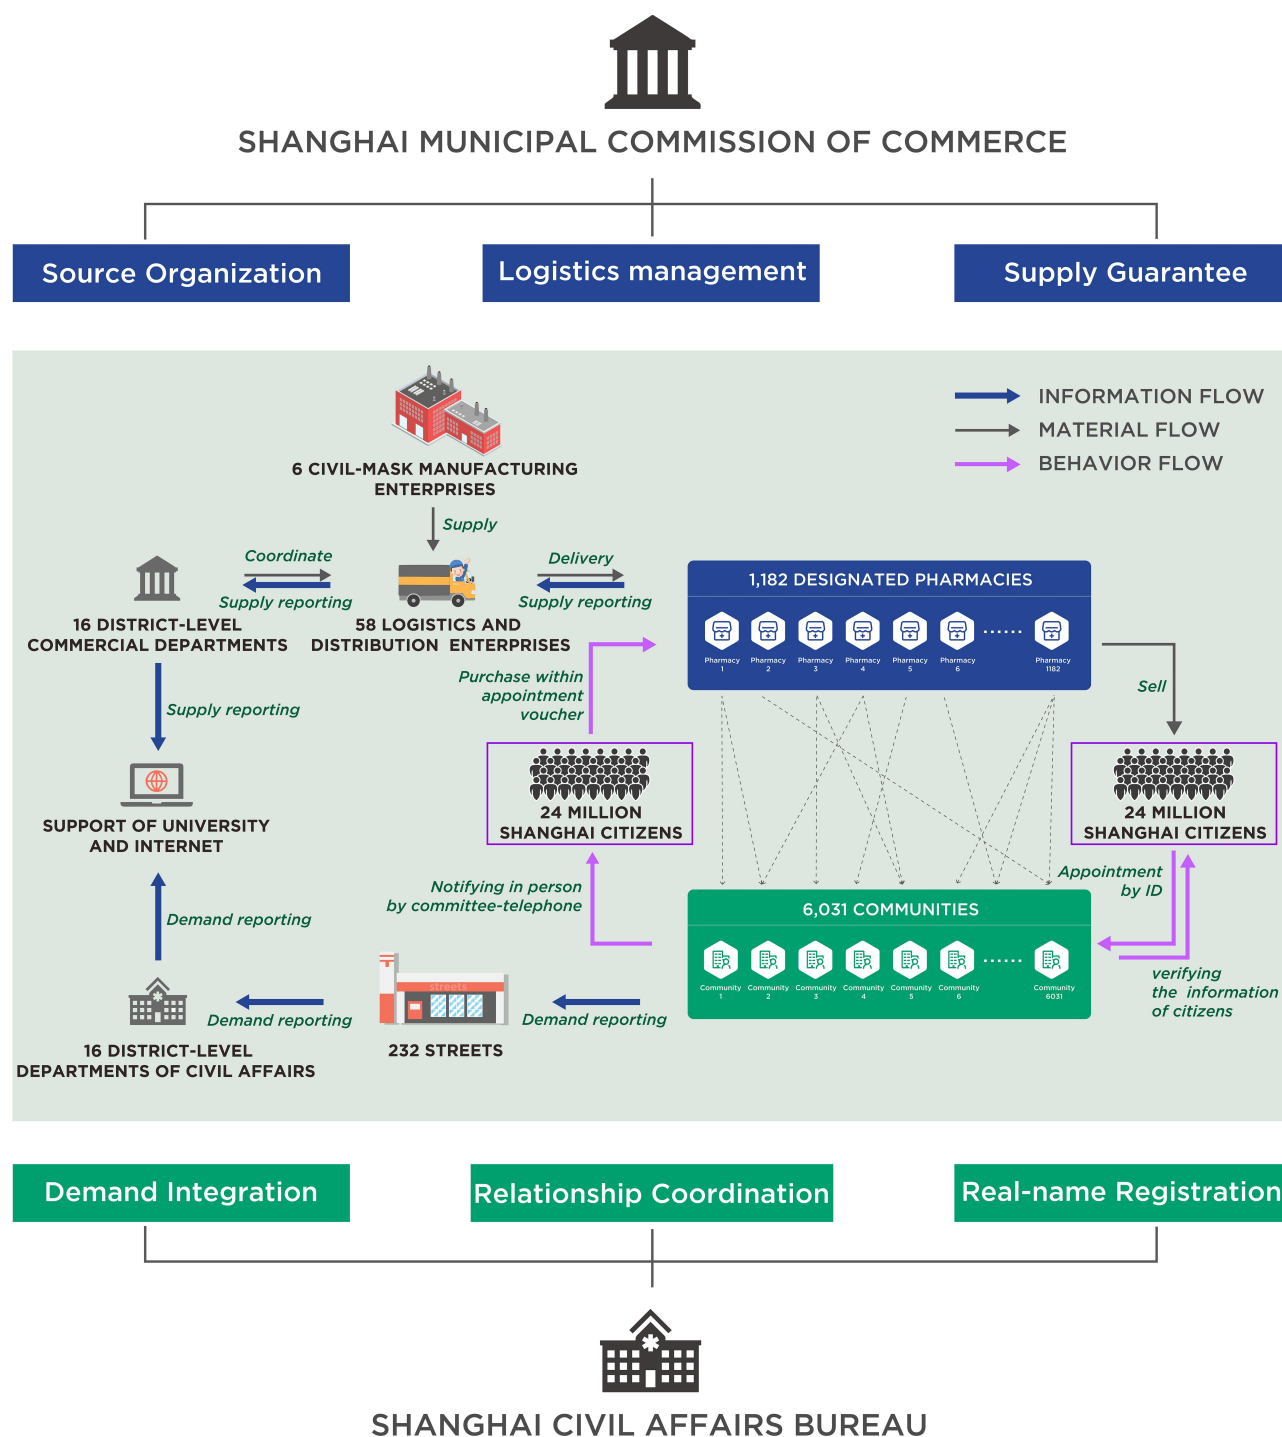 SHANGHAI MUNICIPAL COMMISSION OF COMMERCE
Source Organization
Logistics management
Supply Guarantee
INFORMATION FLOW
MATERIAL FLOW
BEHAVIOR FLOW
6 CIVIL-MASK MANUFACTURING
ENTERPRISES
Supply
Coordinate
Supply reporting
Delivery
Supply reporting
16 DISTRICT-LEVEL
COMMERCIAL DEPARTMENTS
58 LOGISTICS AND
DISTRIBUTION ENTERPRISES
1,182 DESIGNATED PHARMACIES
Pharmacy
1
Pharmacy
2
Pharmacy
3
Pharmacy
4
Pharmacy
5
Pharmacy
6
......
Pharmacy
1182
Purchase within
appointment
voucher
Sell
Supply reporting
SUPPORT OF UNIVERSITY
AND INTERNET
24 MILLION
SHANGHAI CITIZENS
24 MILLION
SHANGHAI CITIZENS
Notifying in person
by committee-telephone
Appointment
by ID
Demand reporting
6,031 COMMUNITIES
Community
1
Community
2
Community
3
Community
4
Community
5
Community
6
......
Community
6031
verifying
the information
of citizens
streets
Demand reporting
Demand reporting
16 DISTRICT-LEVEL
DEPARTMENTS OF CIVIL AFFAIRS
232 STREETS
Demand Integration
Relationship Coordination
Real-name Registration
SHANGHAI CIVIL AFFAIRS BUREAU